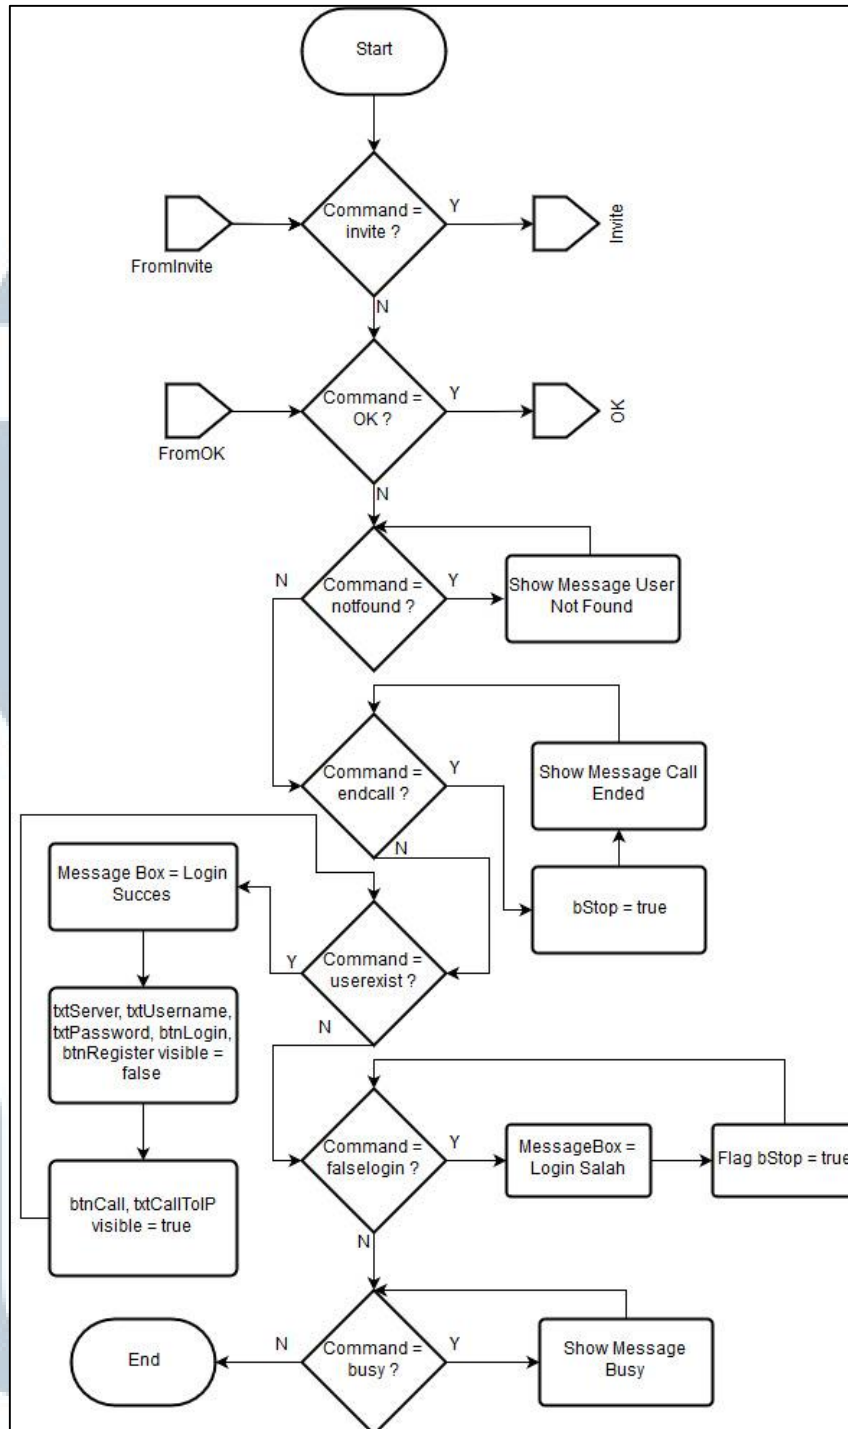 Start
Command =
invite ?
Y
Invite
FromInvite
N
Command =
OK ?
Y
OK
FromOK
N
N
Command =
notfound ?
Y
Show Message User
Not Found
Command =
endcall ?
Y
Show Message Call
Ended
N
bStop = true
Message Box = Login
Succes
Command =
userexist ?
Y
N
txtServer, txtUsername,
txtPassword, btnLogin,
btnRegister visible =
false
Command =
falselogin ?
Y
MessageBox =
Login Salah
Flag bStop = true
btnCall, txtCallToIP
visible = true
N
End
N
Command =
busy ?
Y
Show Message
Busy